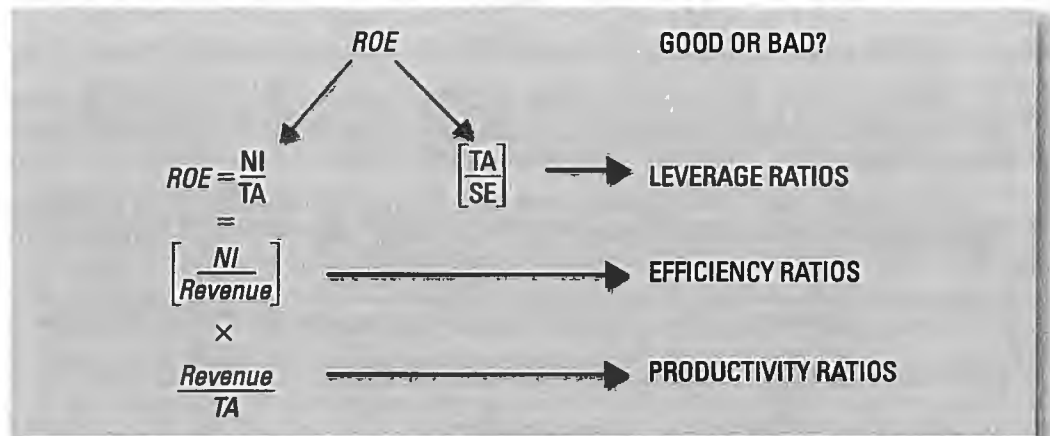 ROE GOOD OR BAD?
ROE = NI/TA [TA/SE] LEVERAGE RATIOS
=
[NI/Revenue] EFFICIENCY RATIOS
×
Revenue/TA PRODUCTIVITY RATIOS